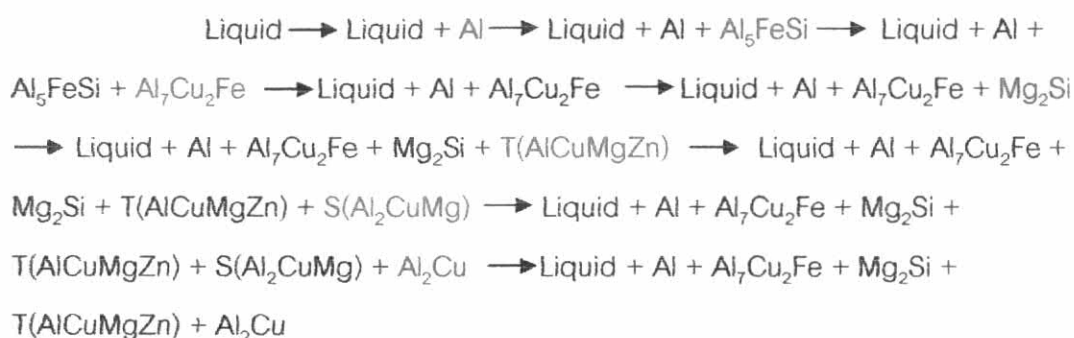 Liquid → Liquid + Al → Liquid + Al + Al₅FeSi → Liquid + Al +
Al₅FeSi + Al₇Cu₂Fe → Liquid + Al + Al₇Cu₂Fe → Liquid + Al + Al₇Cu₂Fe + Mg₂Si
→ Liquid + Al + Al₇Cu₂Fe + Mg₂Si + T(AlCuMgZn) → Liquid + Al + Al₇Cu₂Fe +
Mg₂Si + T(AlCuMgZn) + S(Al₂CuMg) → Liquid + Al + Al₇Cu₂Fe + Mg₂Si +
T(AlCuMgZn) + S(Al₂CuMg) + Al₂Cu → Liquid + Al + Al₇Cu₂Fe + Mg₂Si +
T(AlCuMgZn) + Al₂Cu